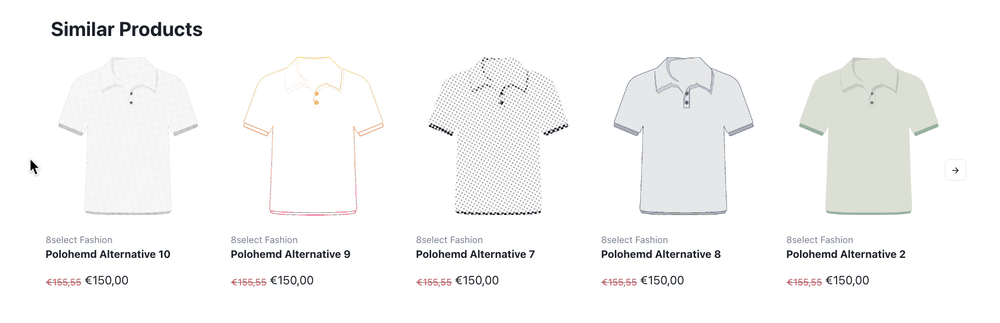 Similar Products
8select Fashion
Polohemd Alternative 10
€155,55 €150,00
8select Fashion
Polohemd Alternative 9
€155,55 €150,00
8select Fashion
Polohemd Alternative 7
€155,55 €150,00
8select Fashion
Polohemd Alternative 8
€155,55 €150,00
8select Fashion
Polohemd Alternative 2
€155,55 €150,00